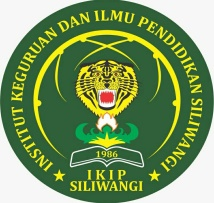 INSTITUT KEGURUAN DAN ILMU PENDIDIKAN SILIWANGI
1986
IKIP
SILIWANGI